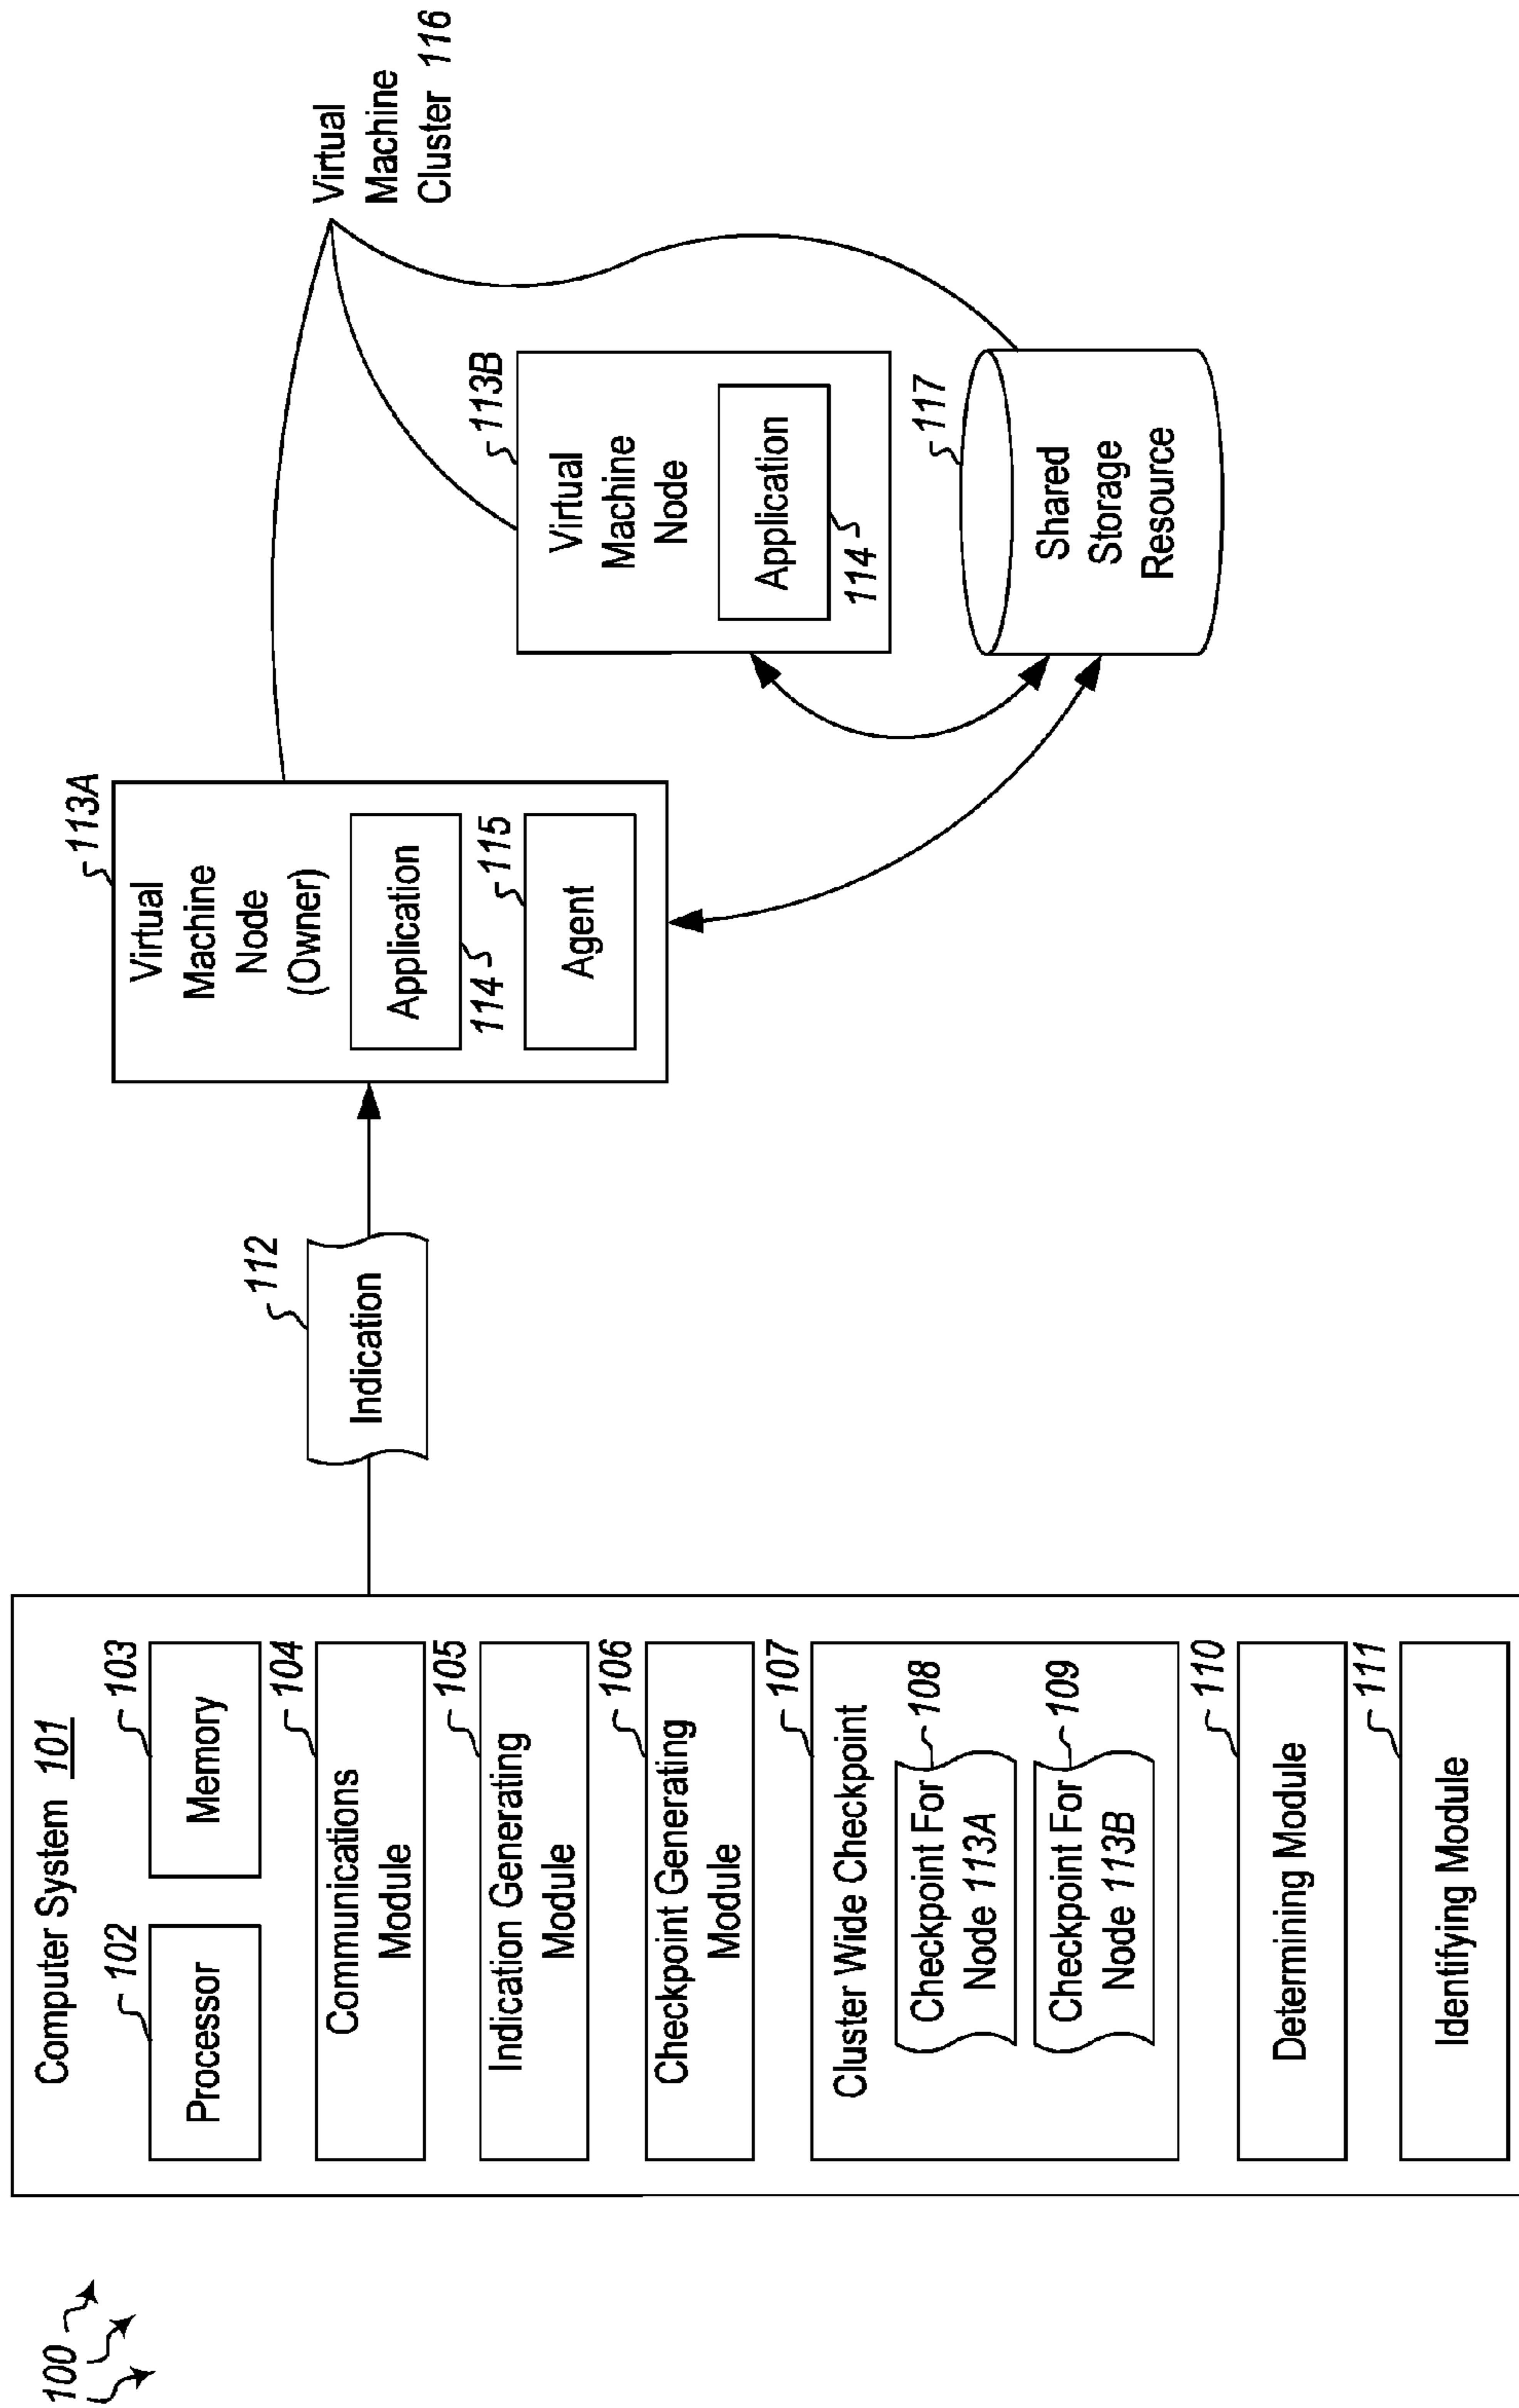 100
Computer System 101
102
Processor
103
Memory
104
Communications
Module
105
Indication Generating
Module
106
Checkpoint Generating
Module
107
Cluster Wide Checkpoint
108
Checkpoint For
Node 113A
109
Checkpoint For
Node 113B
110
Determining Module
111
Identifying Module
112
Indication
113A
Virtual
Machine
Node
(Owner)
Application
114
115
Agent
113B
Virtual
Machine
Node
Application
114
117
Shared
Storage
Resource
Virtual
Machine
Cluster 116